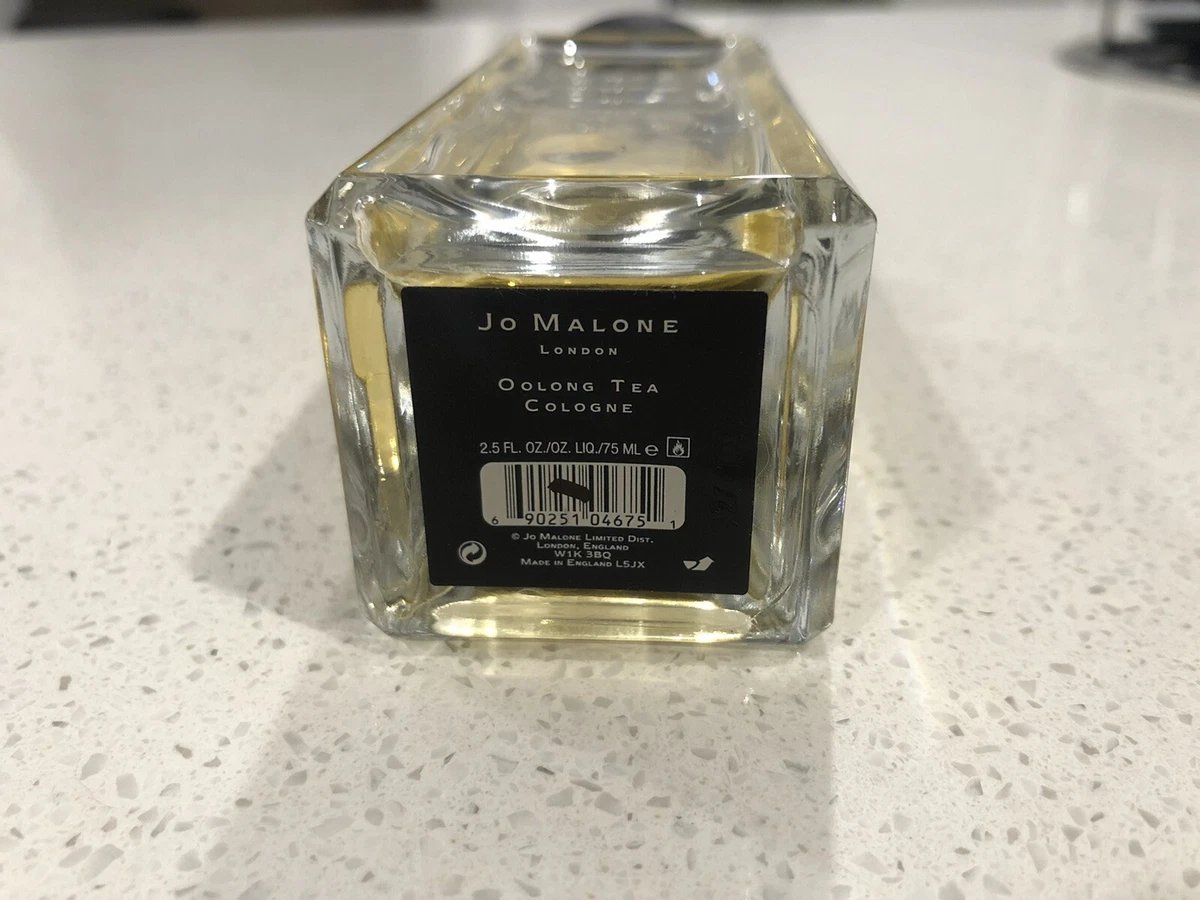 Jo Malone
London
Oolong Tea
Cologne
2.5 FL. OZ./OZ. LIQ./75 ML e
6 90251 04675 1
© Jo Malone Limited Dist.
London, England
W1K 3BQ
Made in England L5JX